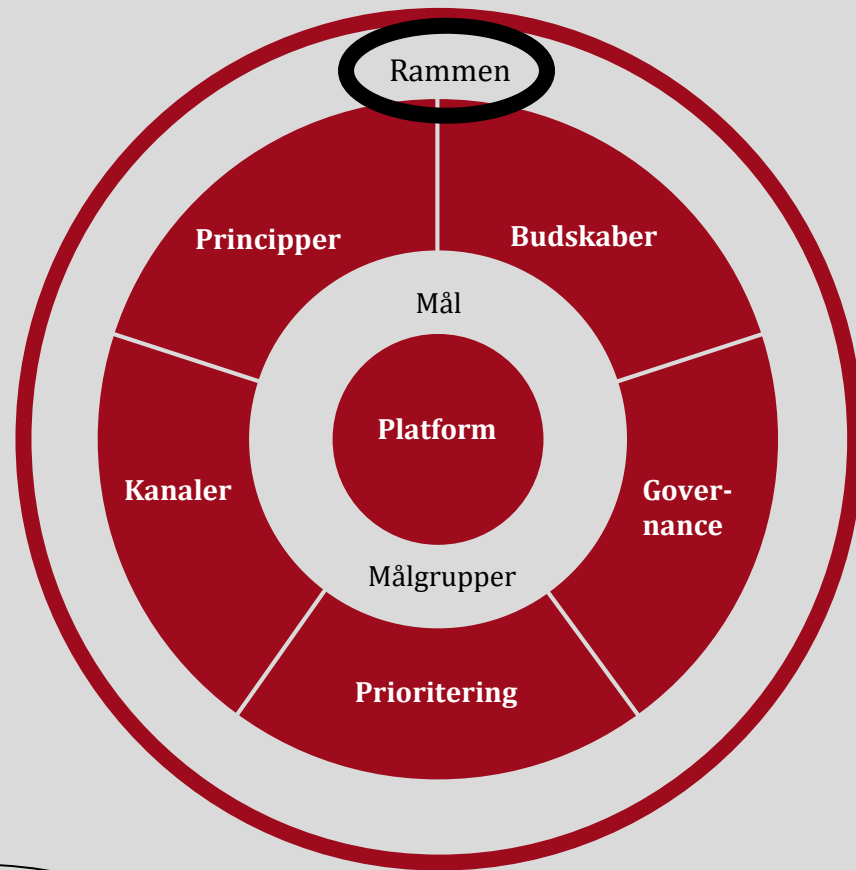 Rammen
Principper
Budskaber
Mål
Platform
Kanaler
Gover-
nance
Målgrupper
Prioritering